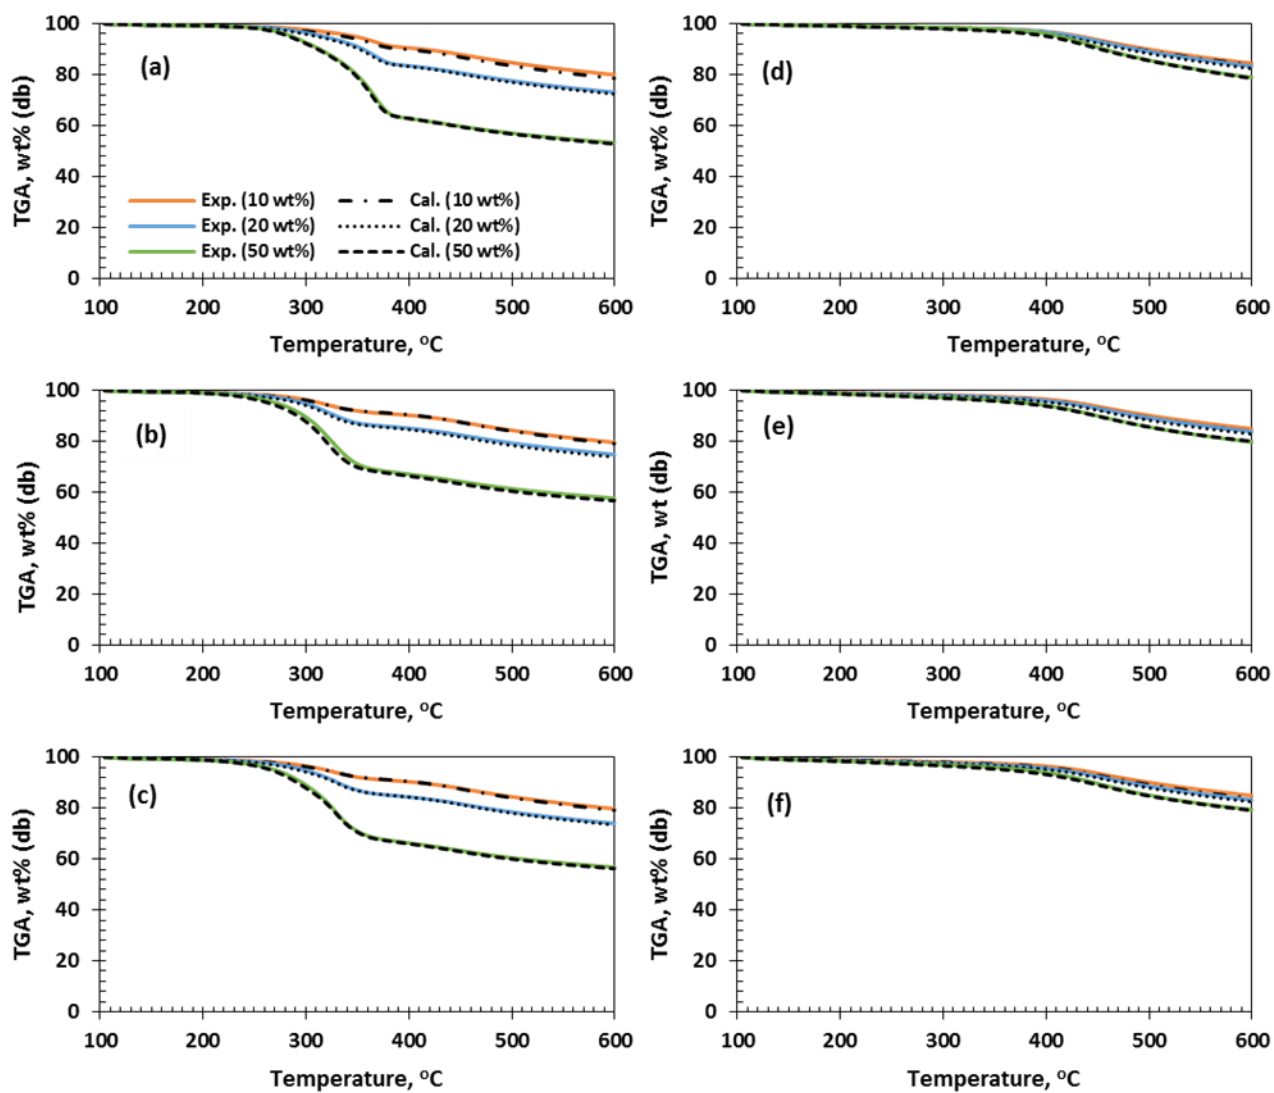 100
80
60
40
20
0
TGA, wt% (db)
(a)
Exp. (10 wt%) Cal. (10 wt%)
Exp. (20 wt%) Cal. (20 wt%)
Exp. (50 wt%) Cal. (50 wt%)
100 200 300 400 500 600
Temperature, °C
100
80
60
40
20
0
TGA, wt% (db)
(d)
100 200 300 400 500 600
Temperature, °C
100
80
60
40
20
0
TGA, wt% (db)
(b)
100 200 300 400 500 600
Temperature, °C
100
80
60
40
20
0
TGA, wt (db)
(e)
100 200 300 400 500 600
Temperature, °C
100
80
60
40
20
0
TGA, wt% (db)
(c)
100 200 300 400 500 600
Temperature, °C
100
80
60
40
20
0
TGA, wt% (db)
(f)
100 200 300 400 500 600
Temperature, °C